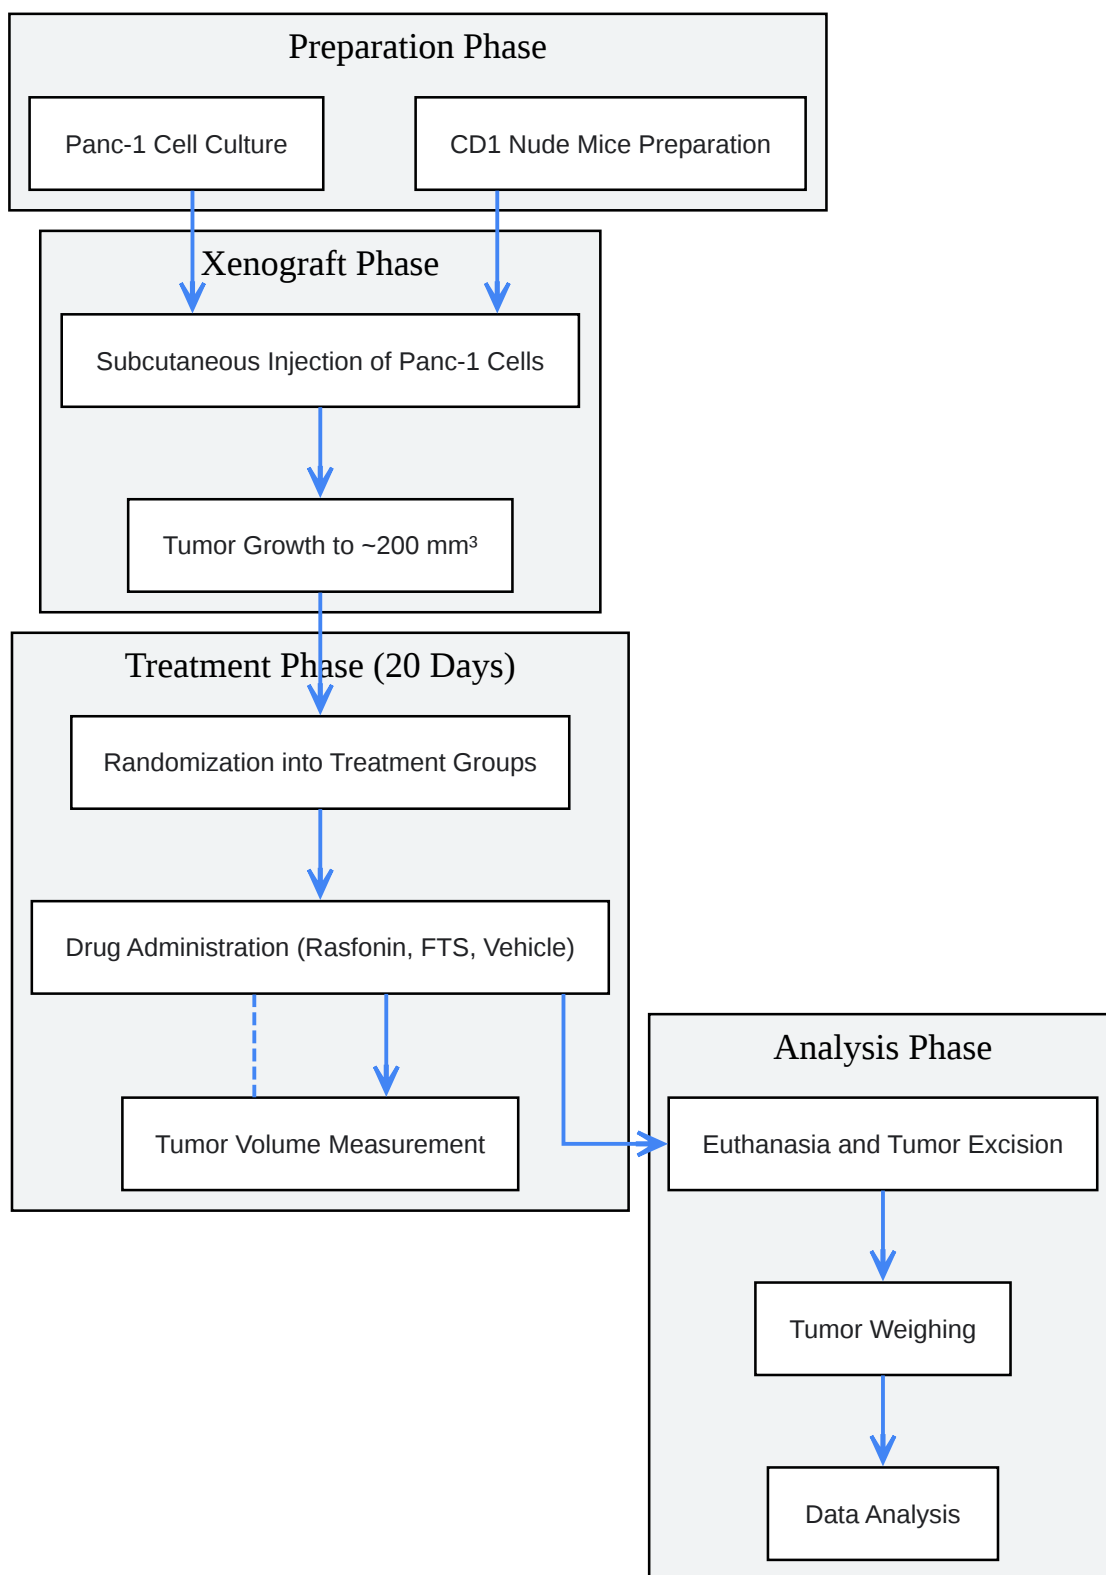 Preparation Phase
Panc-1 Cell Culture
CD1 Nude Mice Preparation
Xenograft Phase
Subcutaneous Injection of Panc-1 Cells
Tumor Growth to ~200 mm³
Treatment Phase (20 Days)
Randomization into Treatment Groups
Drug Administration (Rasfonin, FTS, Vehicle)
Tumor Volume Measurement
Analysis Phase
Euthanasia and Tumor Excision
Tumor Weighing
Data Analysis